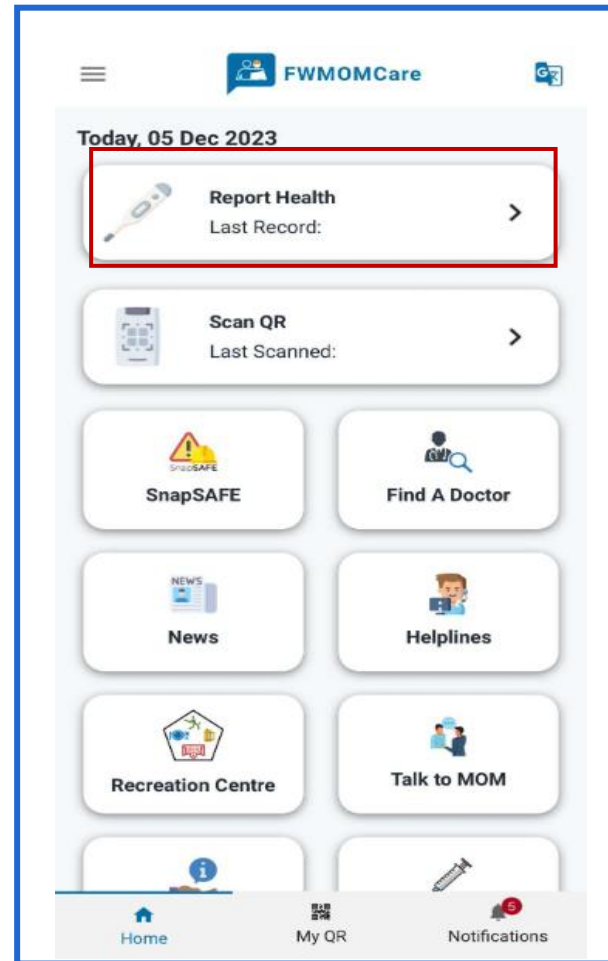 FWMOMCare
Today, 05 Dec 2023
Report Health
Last Record:
Scan QR
Last Scanned:
SnapSAFE
SnapSAFE
Find A Doctor
NEWS
News
Helplines
Recreation Centre
Talk to MOM
5
Home
My QR
Notifications